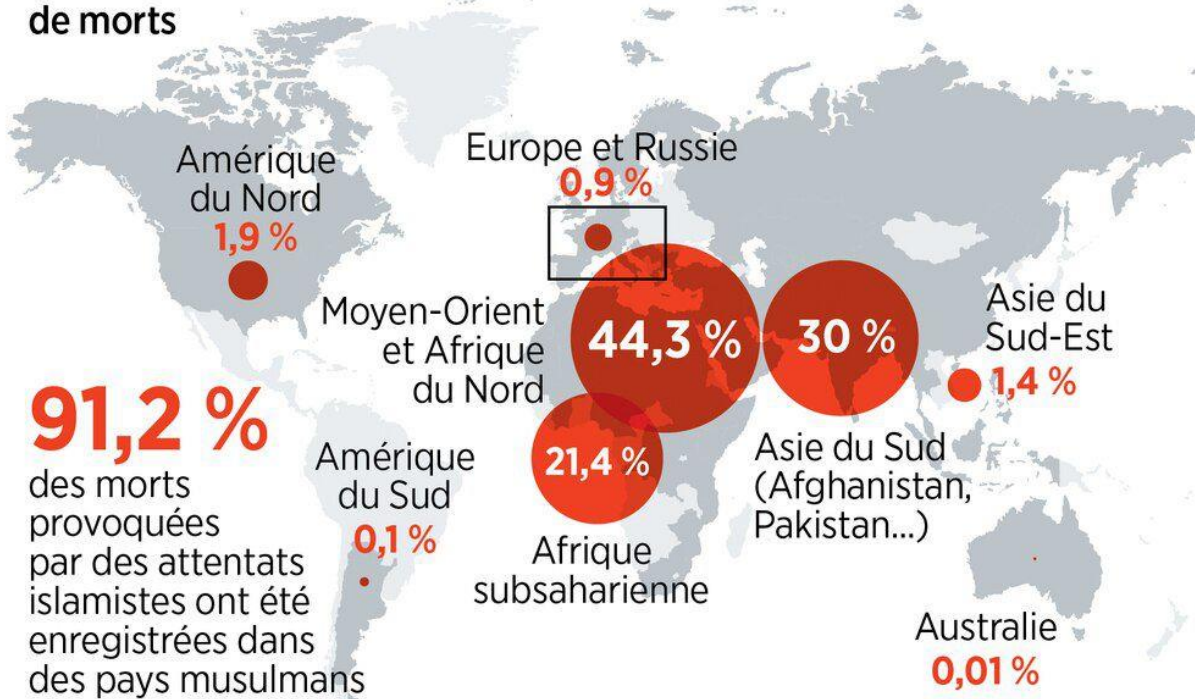 de morts
Amérique
du Nord
1,9 %
Europe et Russie
0,9 %
Moyen-Orient
et Afrique
du Nord
44,3 %
30 %
Asie du
Sud-Est
1,4 %
91,2 %
des morts
provoquées
par des attentats
islamistes ont été
enregistrées dans
des pays musulmans
Amérique
du Sud
0,1 %
21,4 %
Afrique
subsaharienne
Asie du Sud
(Afghanistan,
Pakistan...)
Australie
0,01 %